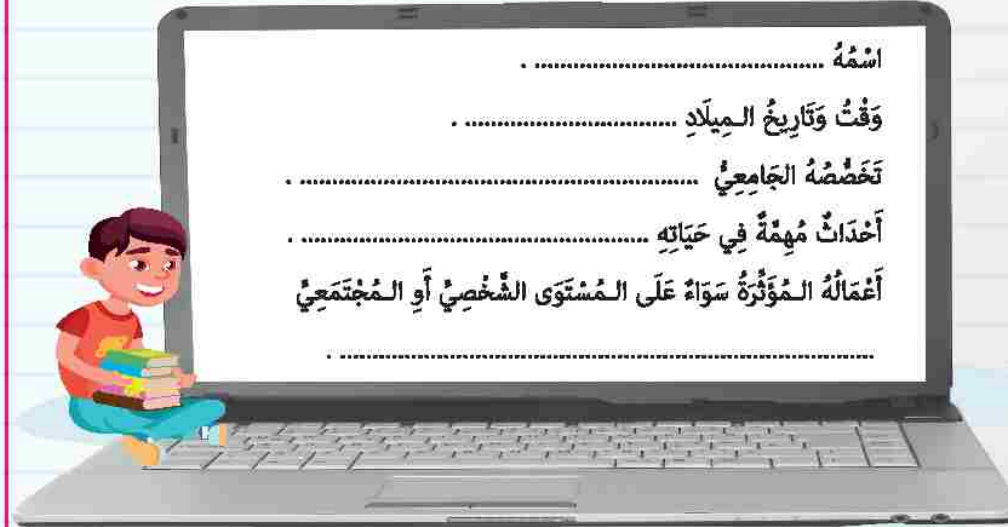 اسْمُهُ ............................................ .
وَقْتُ وَتَارِيخُ الـمِيلَادِ ................................ .
تَخَصُّصُهُ الجَامِعِيُّ ............................................................ .
أَحْدَاثٌ مُهِمَّةٌ فِي حَيَاتِهِ ..................................................... .
أَعْمَالُهُ الـمُؤَثِّرَةُ سَوَاءٌ عَلَى الـمُسْتَوَى الشَّخْصِيِّ أَوِ الـمُجْتَمَعِيِّ
................................................................................. .